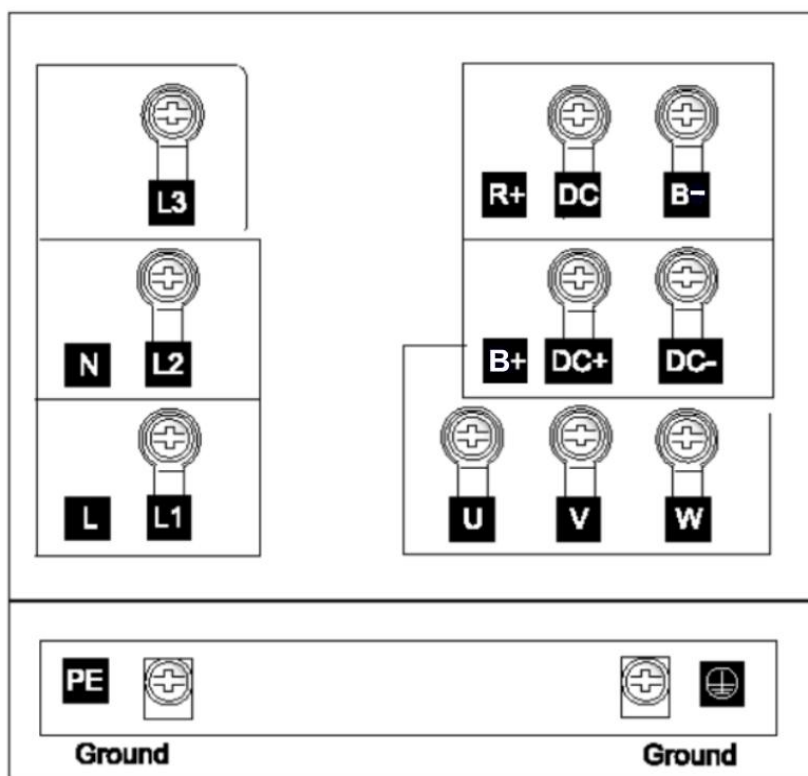 L3
R+ DC B-
N L2
B+ DC+ DC-
L L1
U V W
PE
Ground Ground